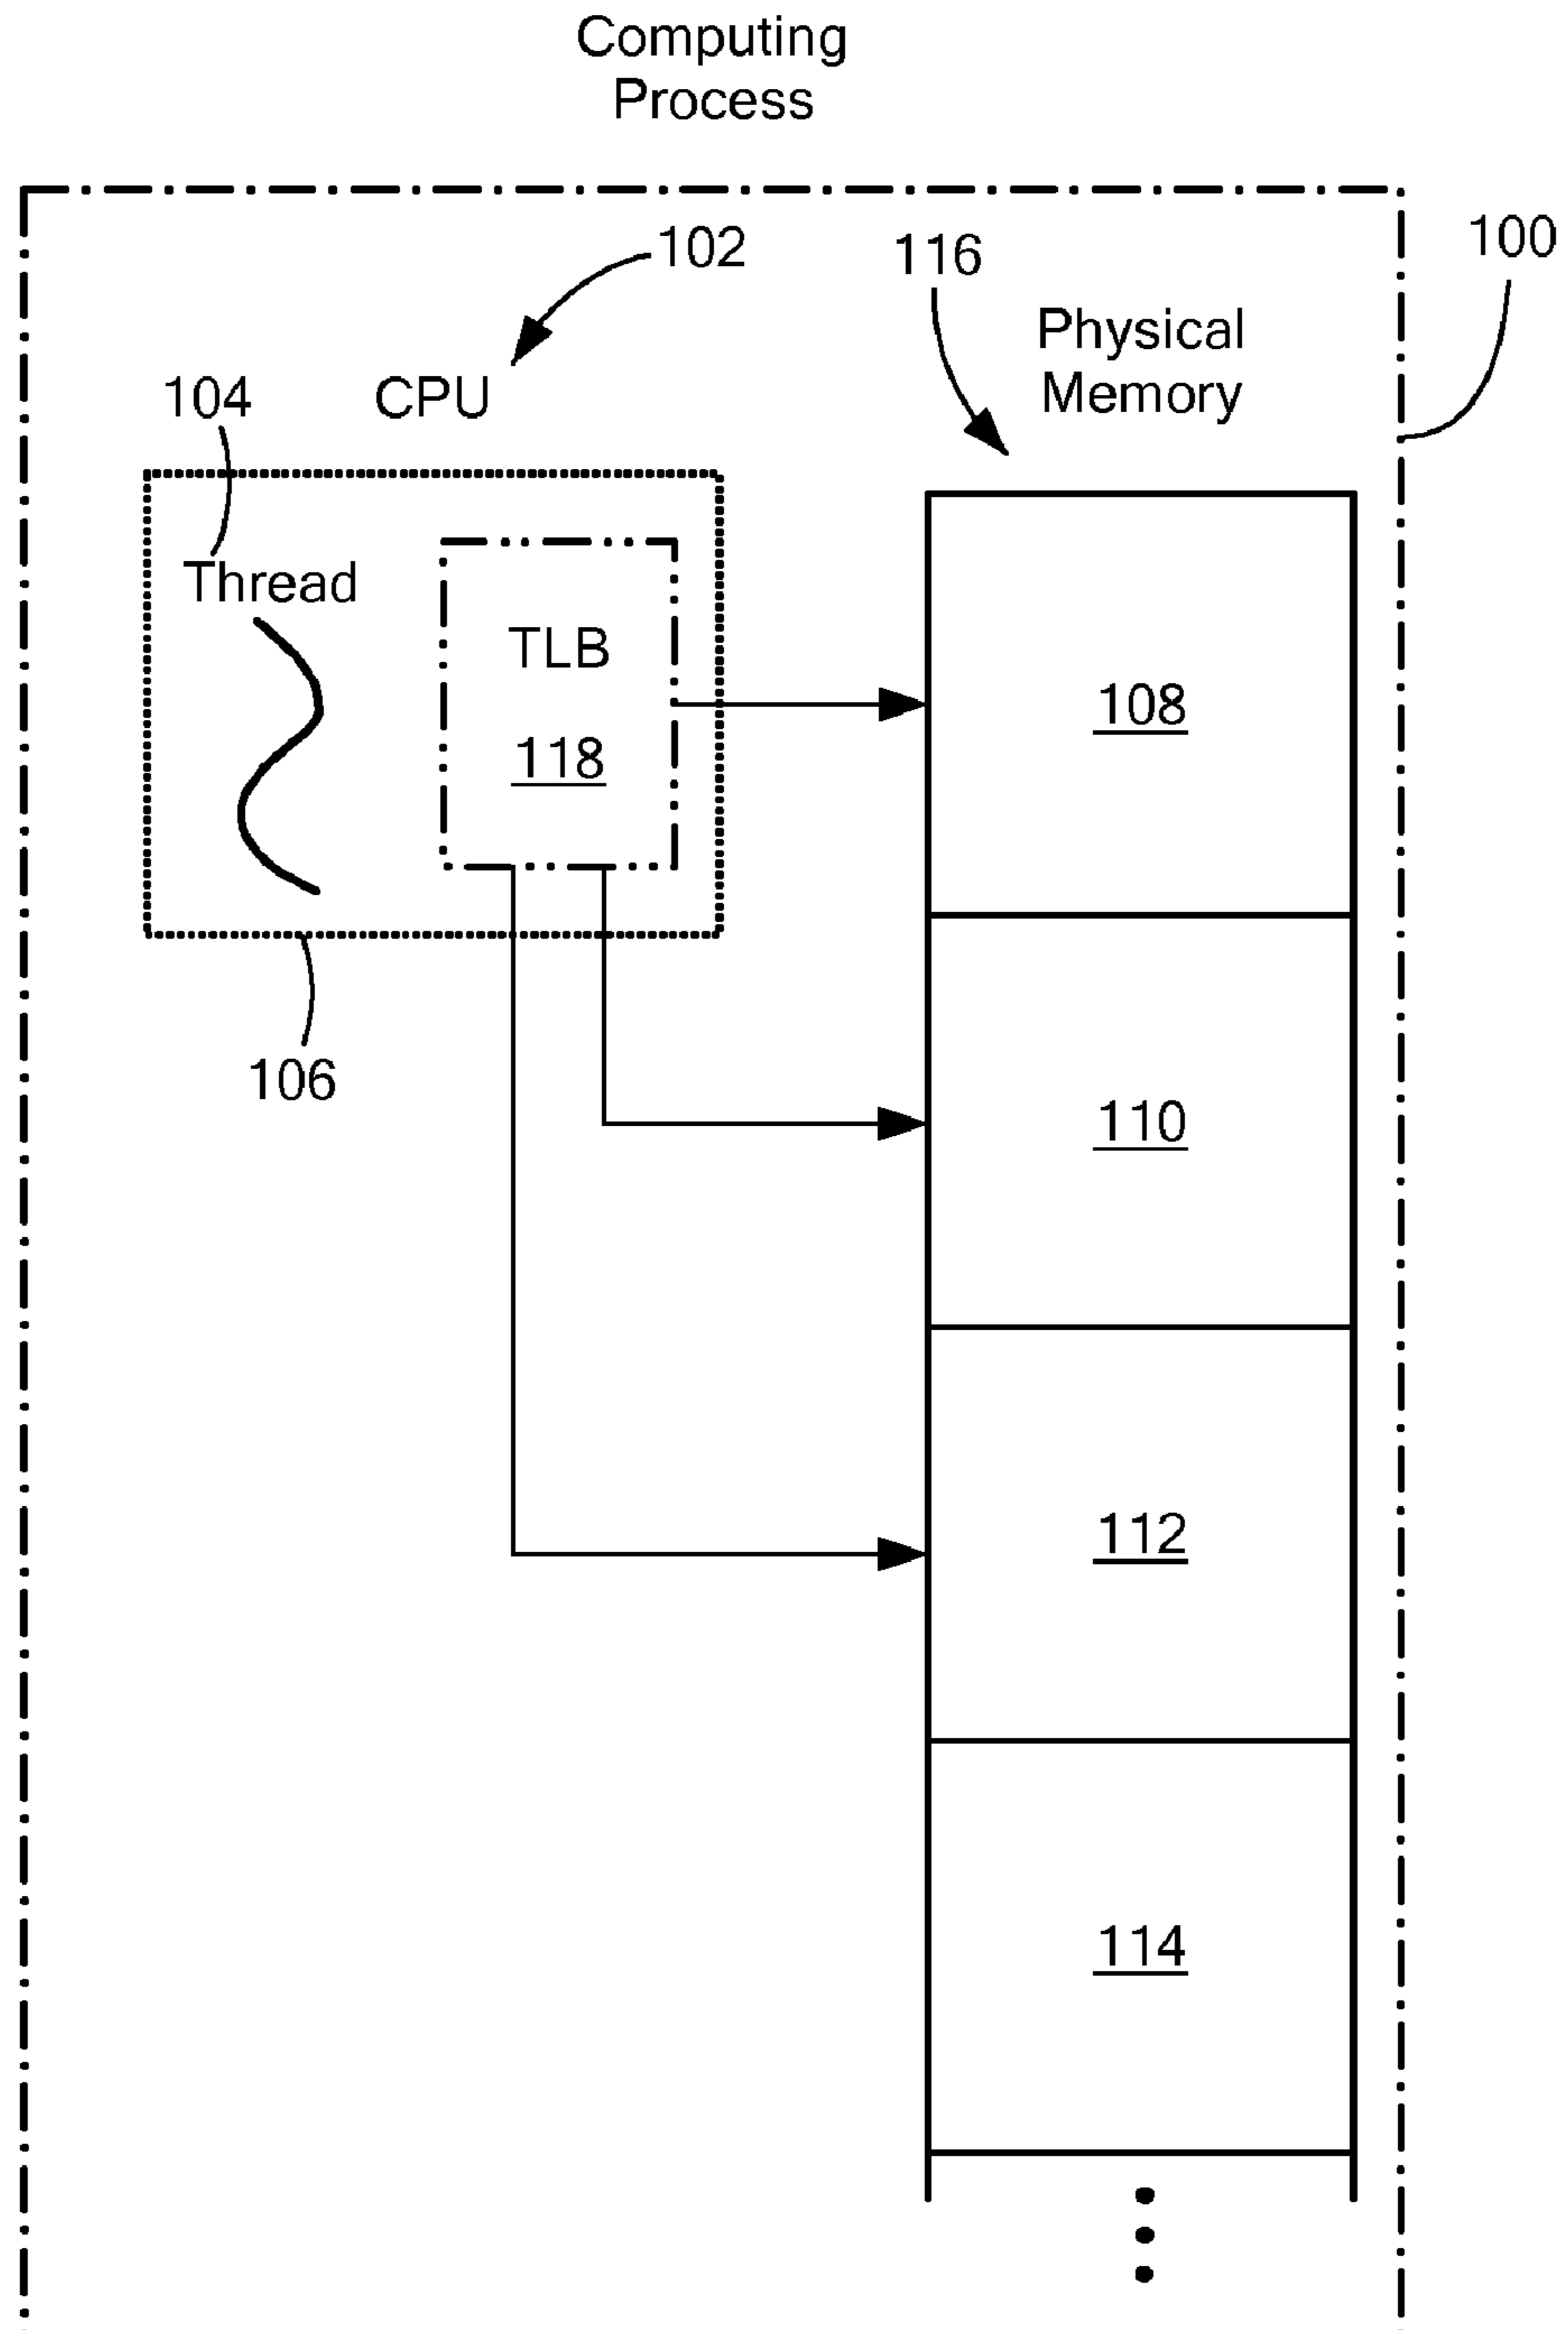 Computing
Process
102
116
100
Physical
Memory
104
CPU
Thread
TLB
118
108
106
110
112
114